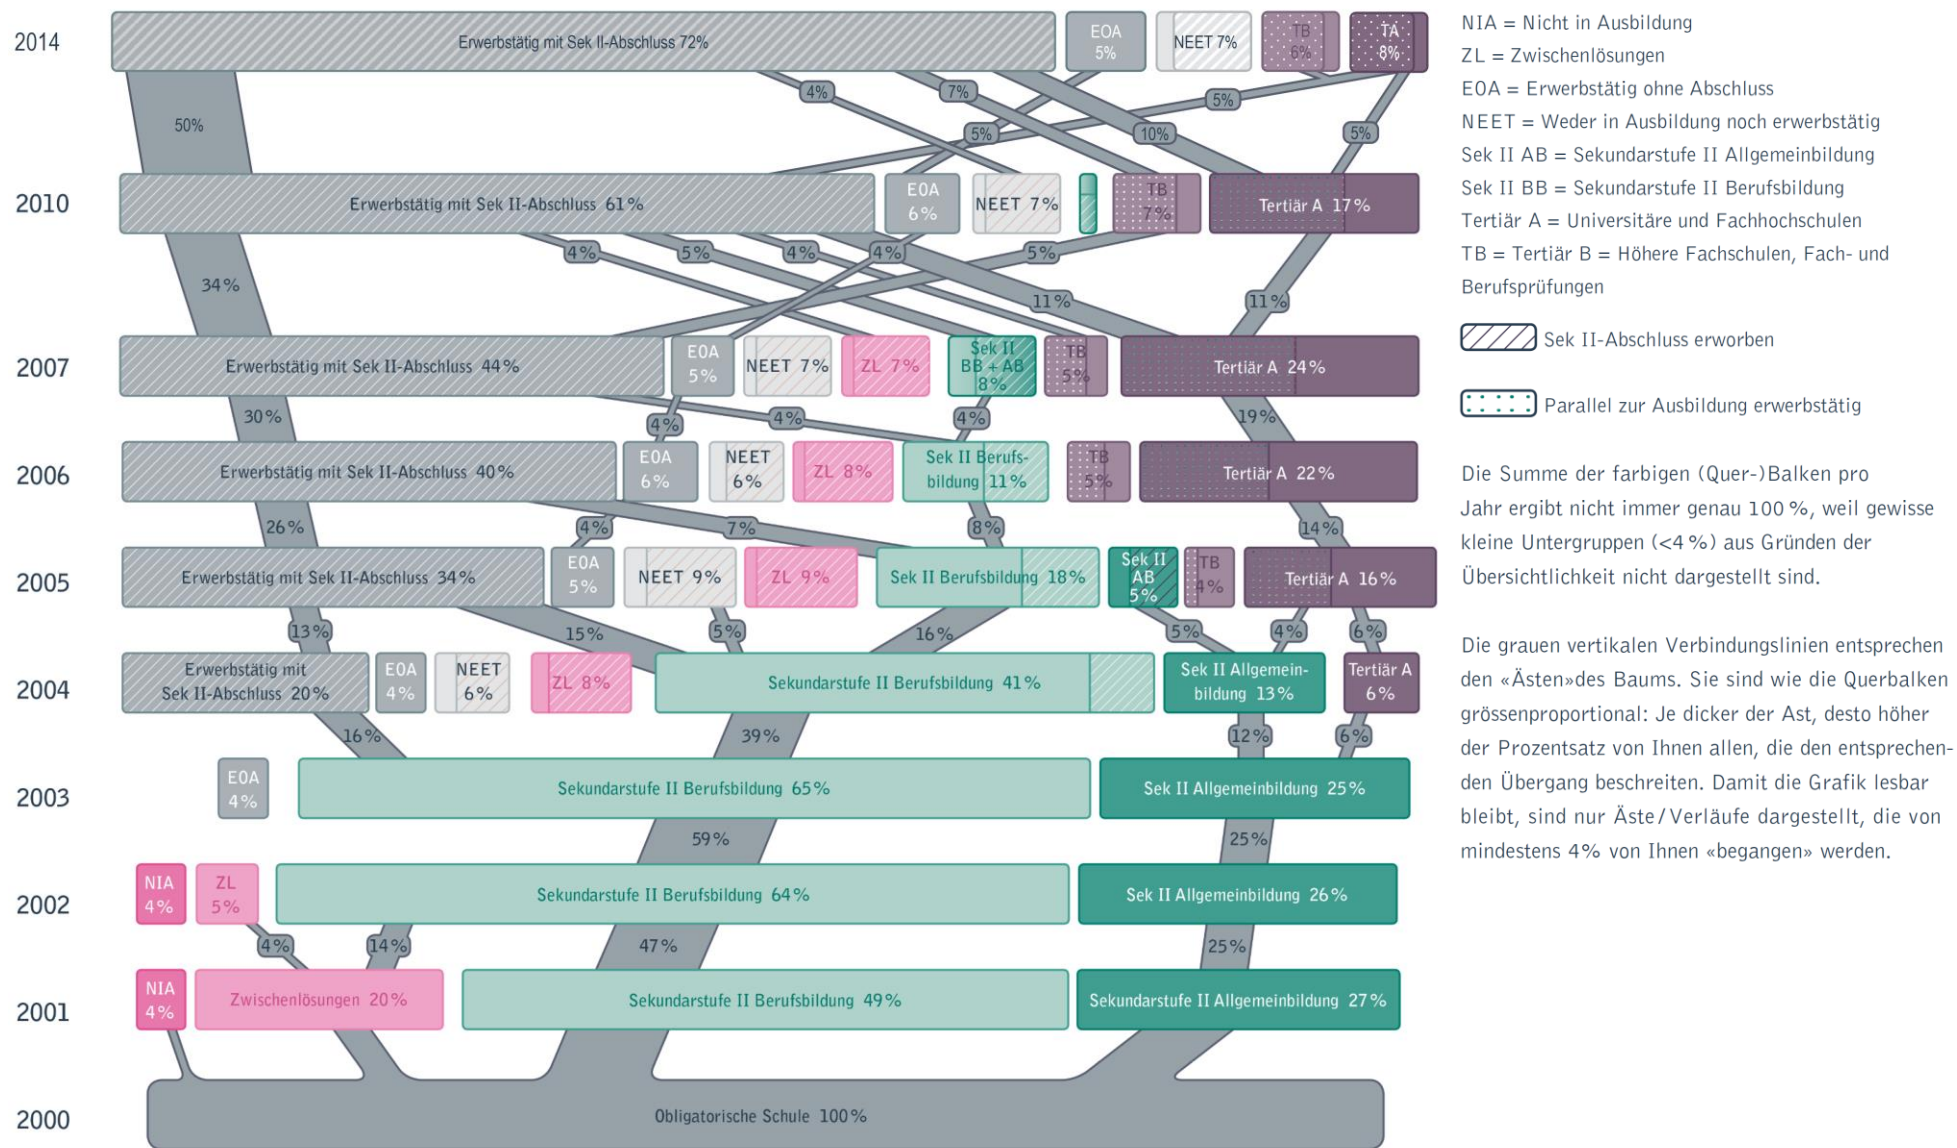 2014
Erwerbstätig mit Sek II-Abschluss 72%
EOA
5%
NEET 7%
TB
6%
TA
8%
50%
4%
7%
5%
5%
10%
5%
2010
Erwerbstätig mit Sek II-Abschluss 61%
EOA
6%
NEET 7%
TB
7%
Tertiär A 17%
34%
4%
5%
4%
4%
5%
11%
11%
2007
Erwerbstätig mit Sek II-Abschluss 44%
EOA
5%
NEET 7%
ZL 7%
Sek II
BB + AB
8%
TB
5%
Tertiär A 24%
30%
4%
4%
4%
19%
2006
Erwerbstätig mit Sek II-Abschluss 40%
EOA
6%
NEET
6%
ZL 8%
Sek II Berufs-
bildung 11%
TB
5%
Tertiär A 22%
26%
4%
7%
8%
14%
2005
Erwerbstätig mit Sek II-Abschluss 34%
EOA
5%
NEET 9%
ZL 9%
Sek II Berufsbildung 18%
Sek II
AB
5%
TB
4%
Tertiär A 16%
13%
15%
5%
16%
5%
4%
6%
2004
Erwerbstätig mit
Sek II-Abschluss 20%
EOA
4%
NEET
6%
ZL 8%
Sekundarstufe II Berufsbildung 41%
Sek II Allgemein-
bildung 13%
Tertiär A
6%
16%
39%
12%
6%
2003
EOA
4%
Sekundarstufe II Berufsbildung 65%
Sek II Allgemeinbildung 25%
59%
25%
2002
NIA
4%
ZL
5%
Sekundarstufe II Berufsbildung 64%
Sek II Allgemeinbildung 26%
4%
14%
47%
25%
2001
NIA
4%
Zwischenlösungen 20%
Sekundarstufe II Berufsbildung 49%
Sekundarstufe II Allgemeinbildung 27%
2000
Obligatorische Schule 100%
NIA = Nicht in Ausbildung
ZL = Zwischenlösungen
EOA = Erwerbstätig ohne Abschluss
NEET = Weder in Ausbildung noch erwerbstätig
Sek II AB = Sekundarstufe II Allgemeinbildung
Sek II BB = Sekundarstufe II Berufsbildung
Tertiär A = Universitäre und Fachhochschulen
TB = Tertiär B = Höhere Fachschulen, Fach- und
Berufsprüfungen
Sek II-Abschluss erworben
Parallel zur Ausbildung erwerbstätig
Die Summe der farbigen (Quer-)Balken pro
Jahr ergibt nicht immer genau 100%, weil gewisse
kleine Untergruppen (<4%) aus Gründen der
Übersichtlichkeit nicht dargestellt sind.
Die grauen vertikalen Verbindungslinien entsprechen
den «Ästen»des Baums. Sie sind wie die Querbalken
grössenproportional: Je dicker der Ast, desto höher
der Prozentsatz von Ihnen allen, die den entsprechen-
den Übergang beschreiten. Damit die Grafik lesbar
bleibt, sind nur Äste/Verläufe dargestellt, die von
mindestens 4% von Ihnen «begangen» werden.